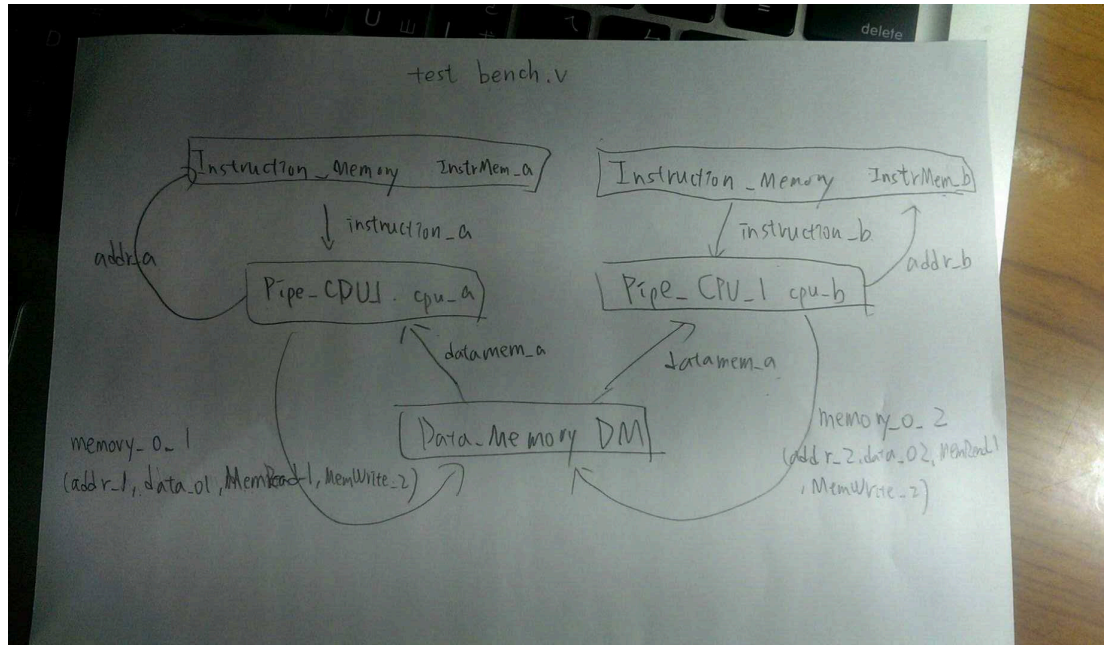 delete
test bench.v
Instruction_Memory InstrMem_a
Instruction_Memory InstrMem_b
instruction_a
instruction_b
addr_a
addr_b
Pipe_CPU1. cpu_a
Pipe_CPU_1 cpu_b
datamem_a
datamem_a
Data_Memory DM
memory_o_1
(addr_1, data_o1, MemRead1, MemWrite_2)
memory_o_2
(addr_2, data_o2, MemRead1
, MemWrite_2)